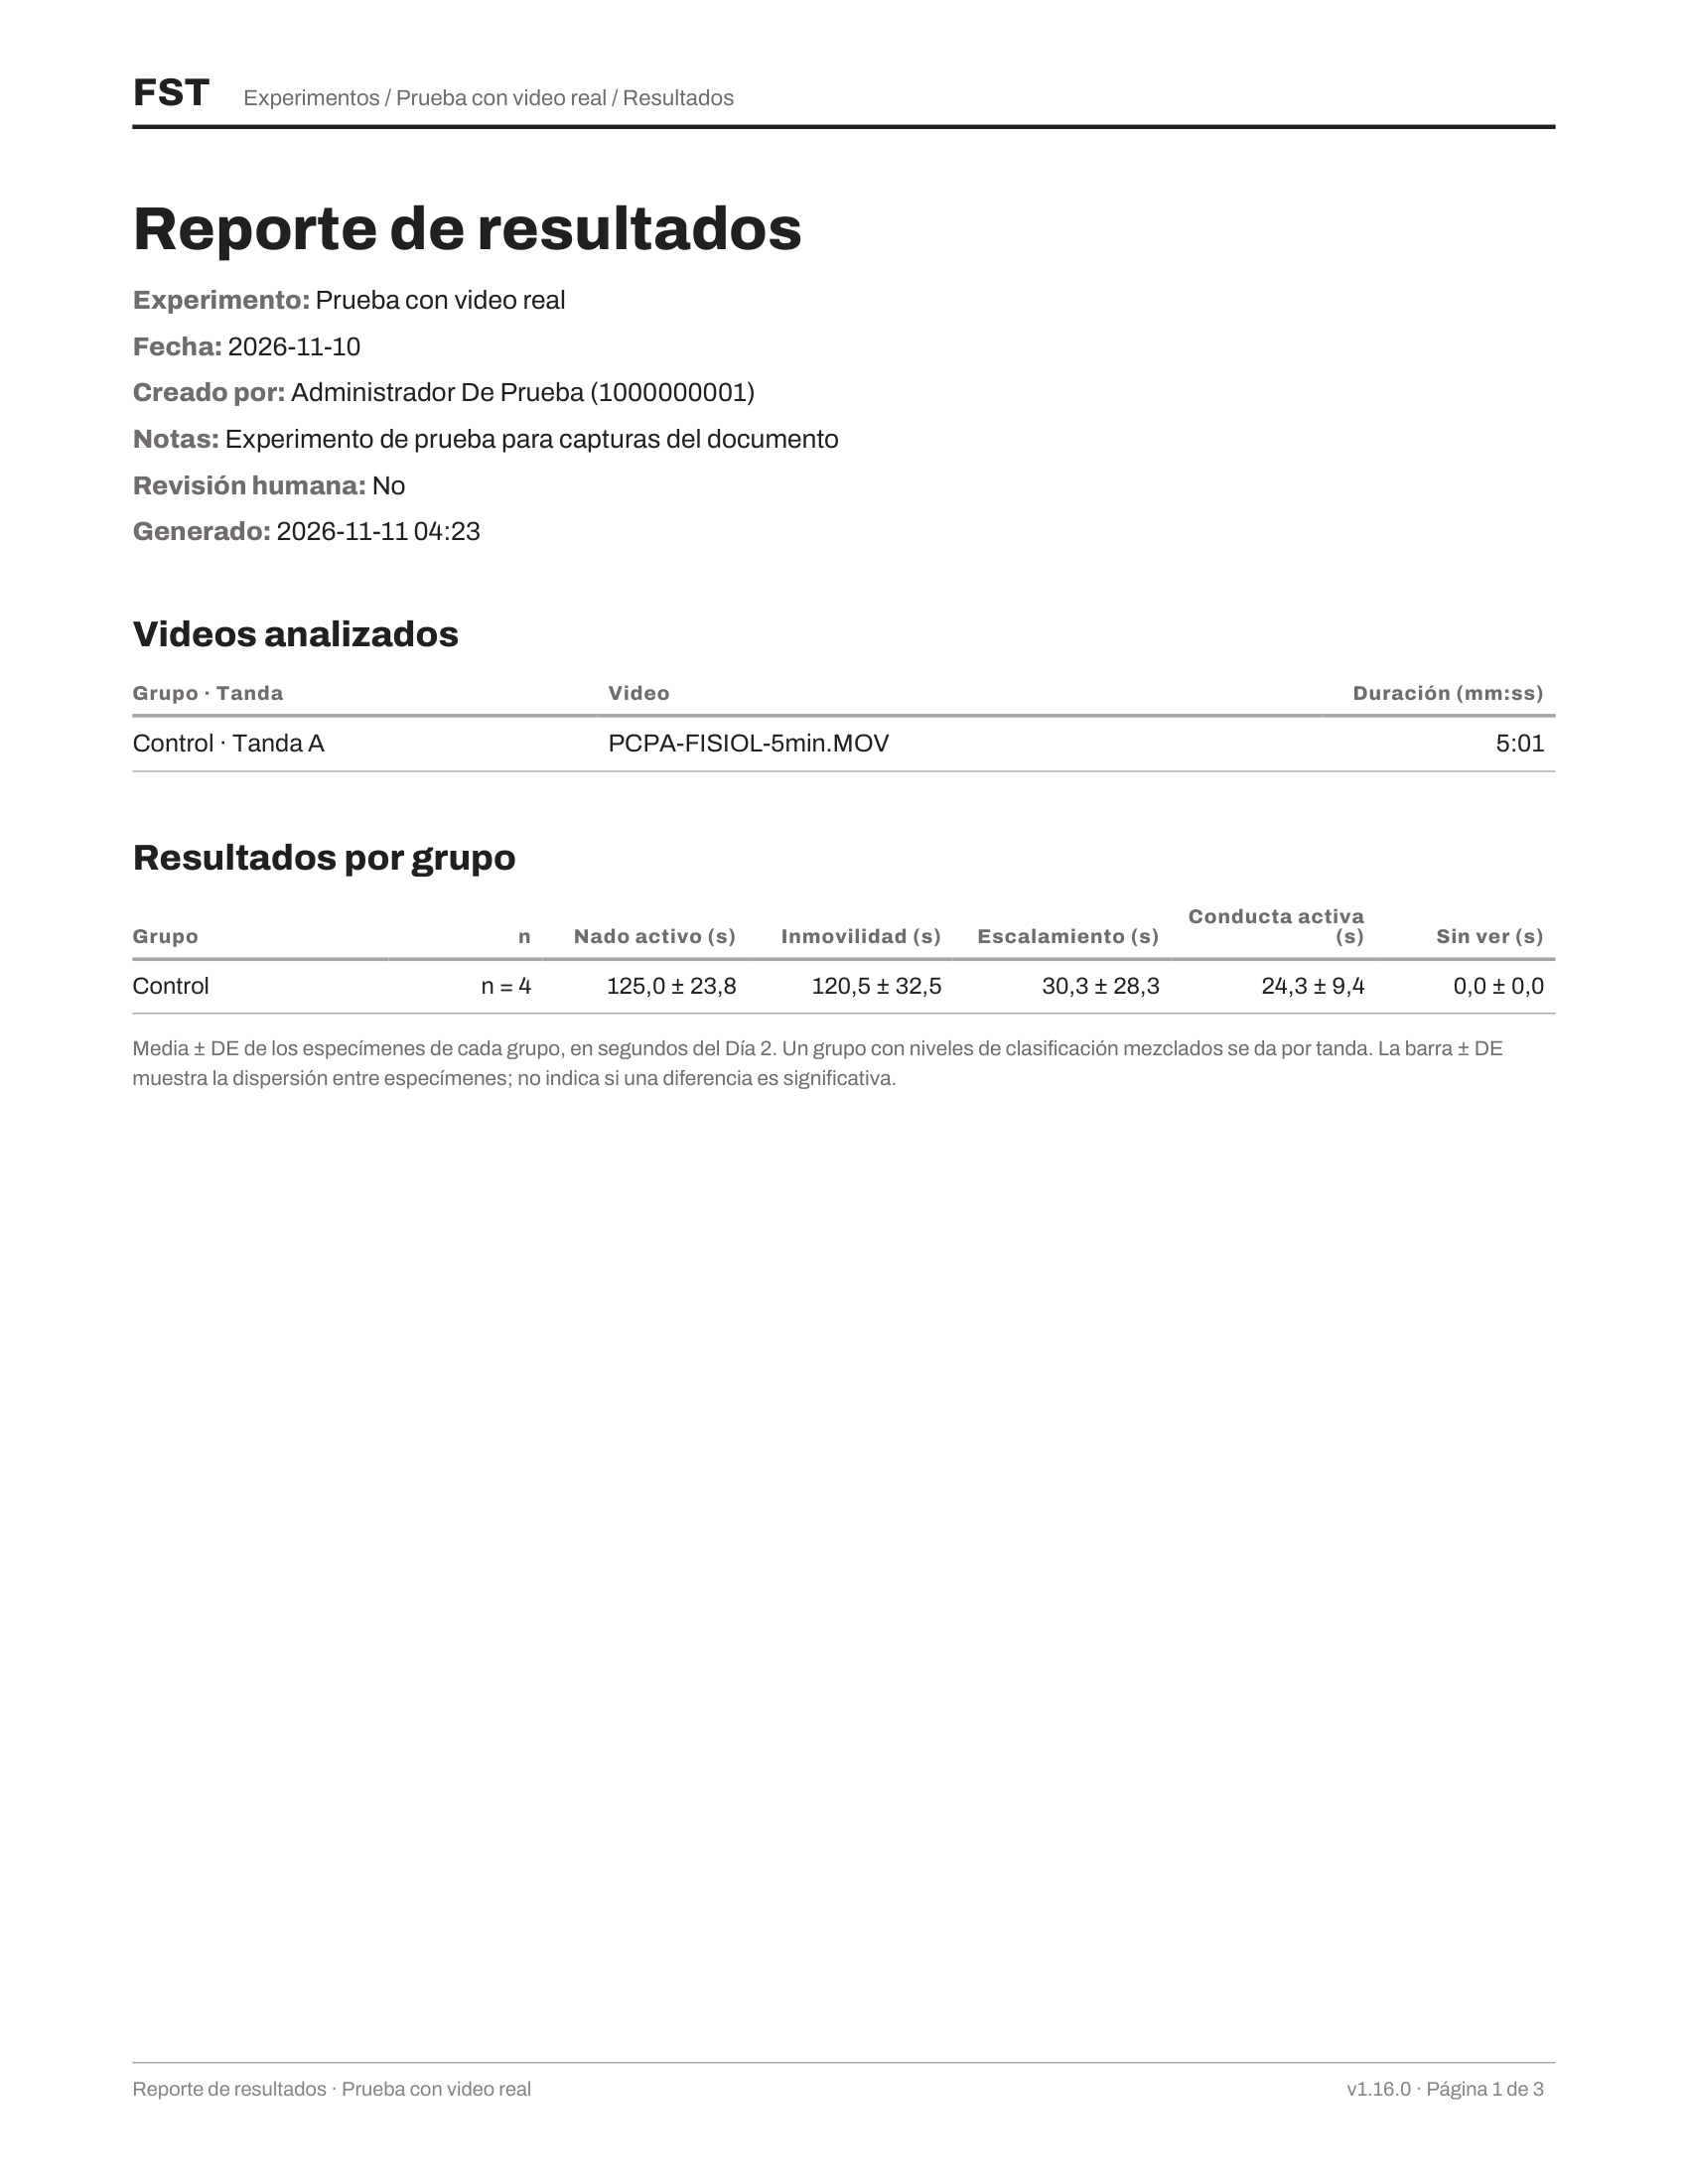 FST Experimentos / Prueba con video real / Resultados
Reporte de resultados
Experimento: Prueba con video real
Fecha: 2026-11-10
Creado por: Administrador De Prueba (1000000001)
Notas: Experimento de prueba para capturas del documento
Revisión humana: No
Generado: 2026-11-11 04:23
Videos analizados
Grupo · Tanda Video Duración (mm:ss)
Control · Tanda A PCPA-FISIOL-5min.MOV 5:01
Resultados por grupo
Grupo n Nado activo (s) Inmovilidad (s) Escalamiento (s) Conducta activa (s) Sin ver (s)
Control n = 4 125,0 ± 23,8 120,5 ± 32,5 30,3 ± 28,3 24,3 ± 9,4 0,0 ± 0,0
Media ± DE de los especímenes de cada grupo, en segundos del Día 2. Un grupo con niveles de clasificación mezclados se da por tanda. La barra ± DE
muestra la dispersión entre especímenes; no indica si una diferencia es significativa.
Reporte de resultados · Prueba con video real v1.16.0 · Página 1 de 3